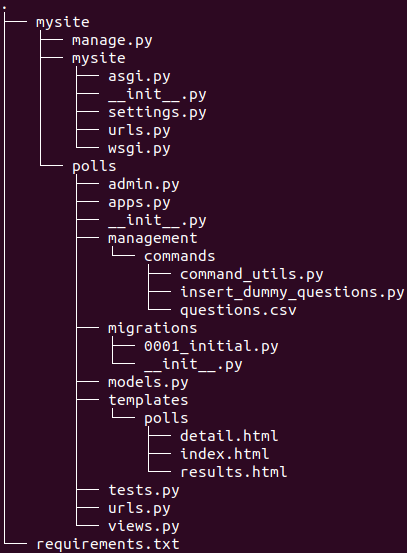 .
├── mysite
│   ├── manage.py
│   ├── mysite
│   │   ├── asgi.py
│   │   ├── __init__.py
│   │   ├── settings.py
│   │   ├── urls.py
│   │   └── wsgi.py
│   └── polls
│       ├── admin.py
│       ├── apps.py
│       ├── __init__.py
│       ├── management
│       │   └── commands
│       │       ├── command_utils.py
│       │       ├── insert_dummy_questions.py
│       │       └── questions.csv
│       ├── migrations
│       │   ├── 0001_initial.py
│       │   └── __init__.py
│       ├── models.py
│       ├── templates
│       │   └── polls
│       │       ├── detail.html
│       │       ├── index.html
│       │       └── results.html
│       ├── tests.py
│       ├── urls.py
│       └── views.py
└── requirements.txt